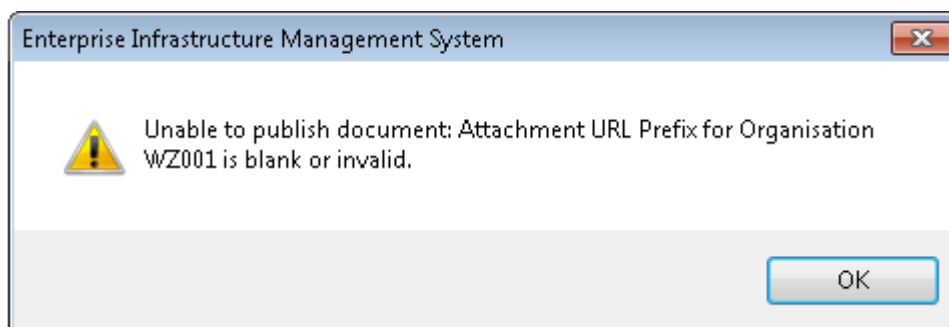 Enterprise Infrastructure Management System
Unable to publish document: Attachment URL Prefix for Organisation
WZ001 is blank or invalid.
OK